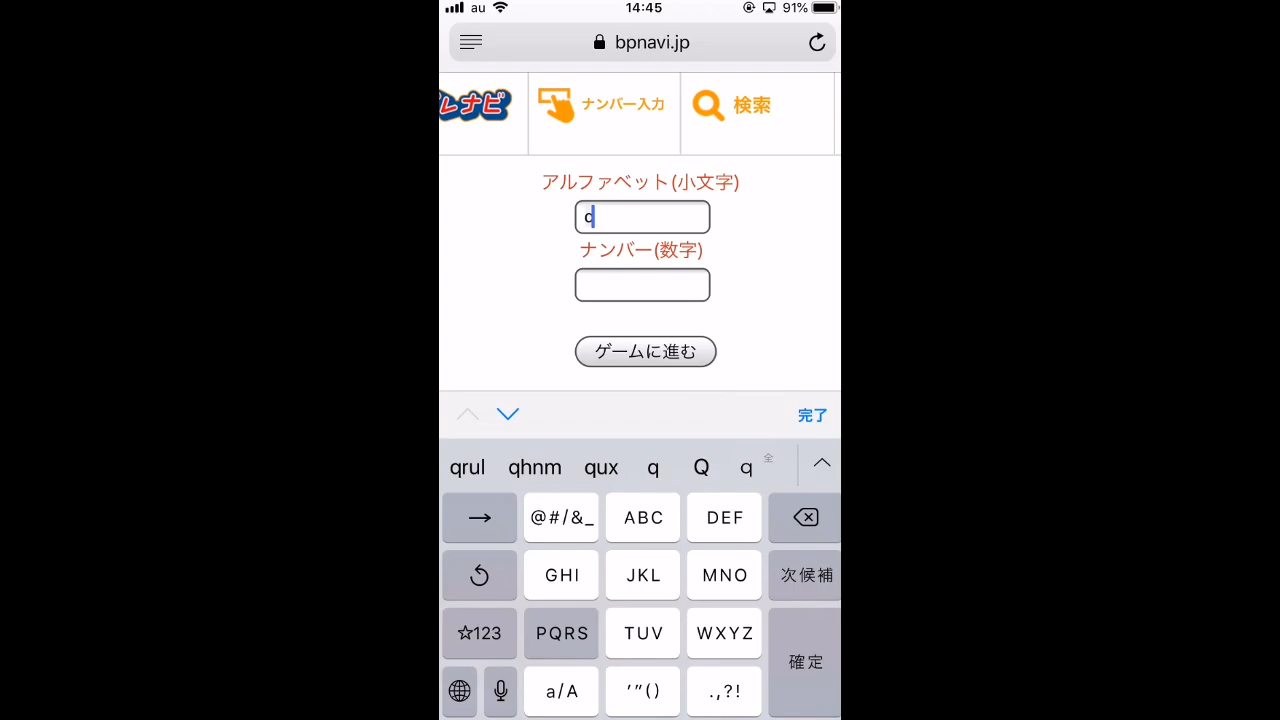 au 14:45 91%
bpnavi.jp
レナビ ナンバー入力 検索
アルファベット(小文字)
q
ナンバー(数字)
ゲームに進む
完了
qrul qhnm qux q Q q 全
→ @#/&_ ABC DEF
GHI JKL MNO 次候補
☆123 PQRS TUV WXYZ 確定
a/A '"() .,?!